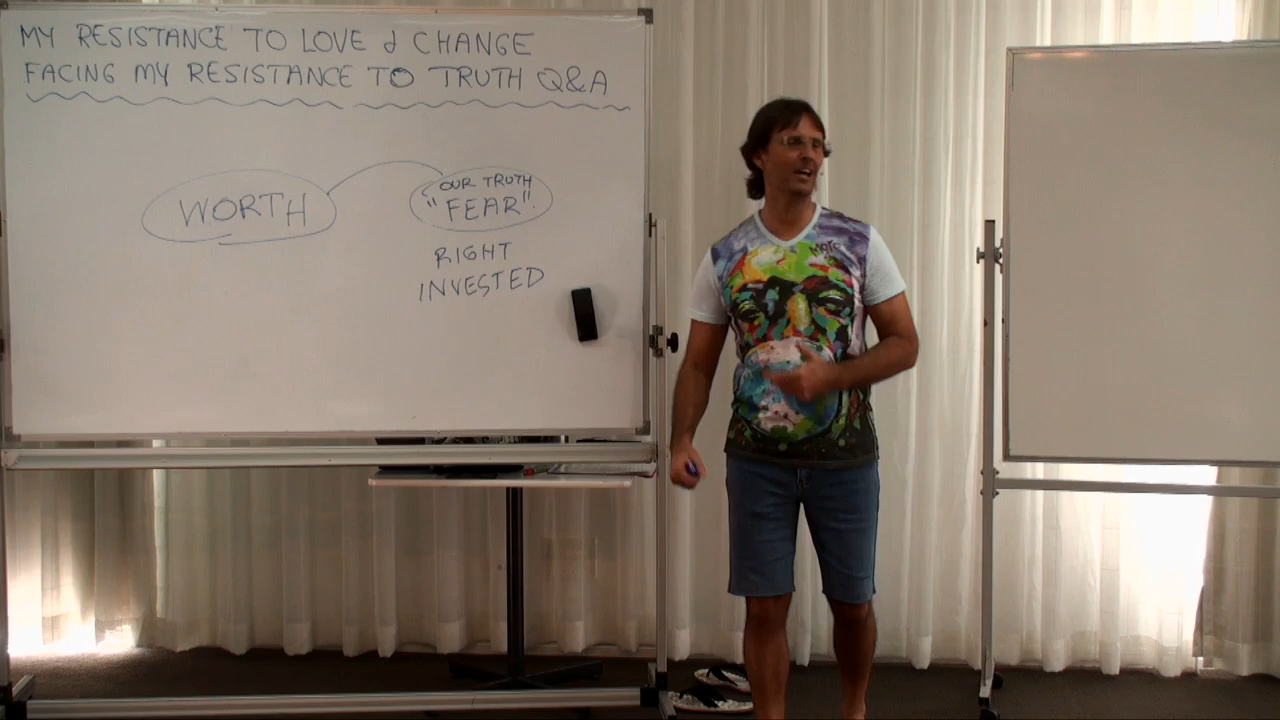 MY RESISTANCE TO LOVE & CHANGE
FACING MY RESISTANCE TO TRUTH Q&A
WORTH
OUR TRUTH
"FEAR".
RIGHT
INVESTED